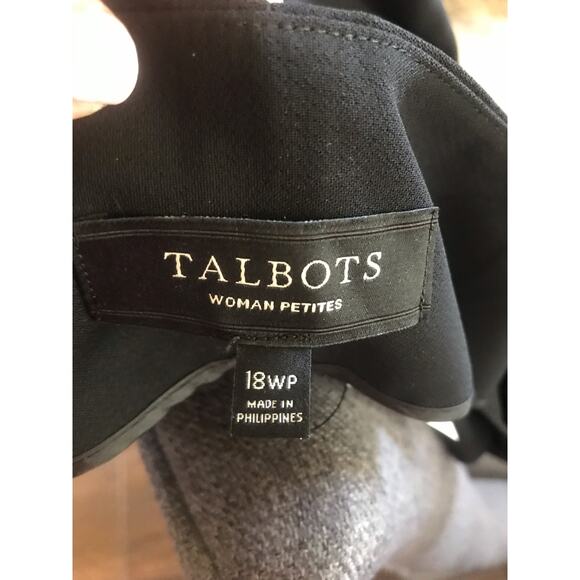 TALBOTS
WOMAN PETITES
18WP
MADE IN
PHILIPPINES